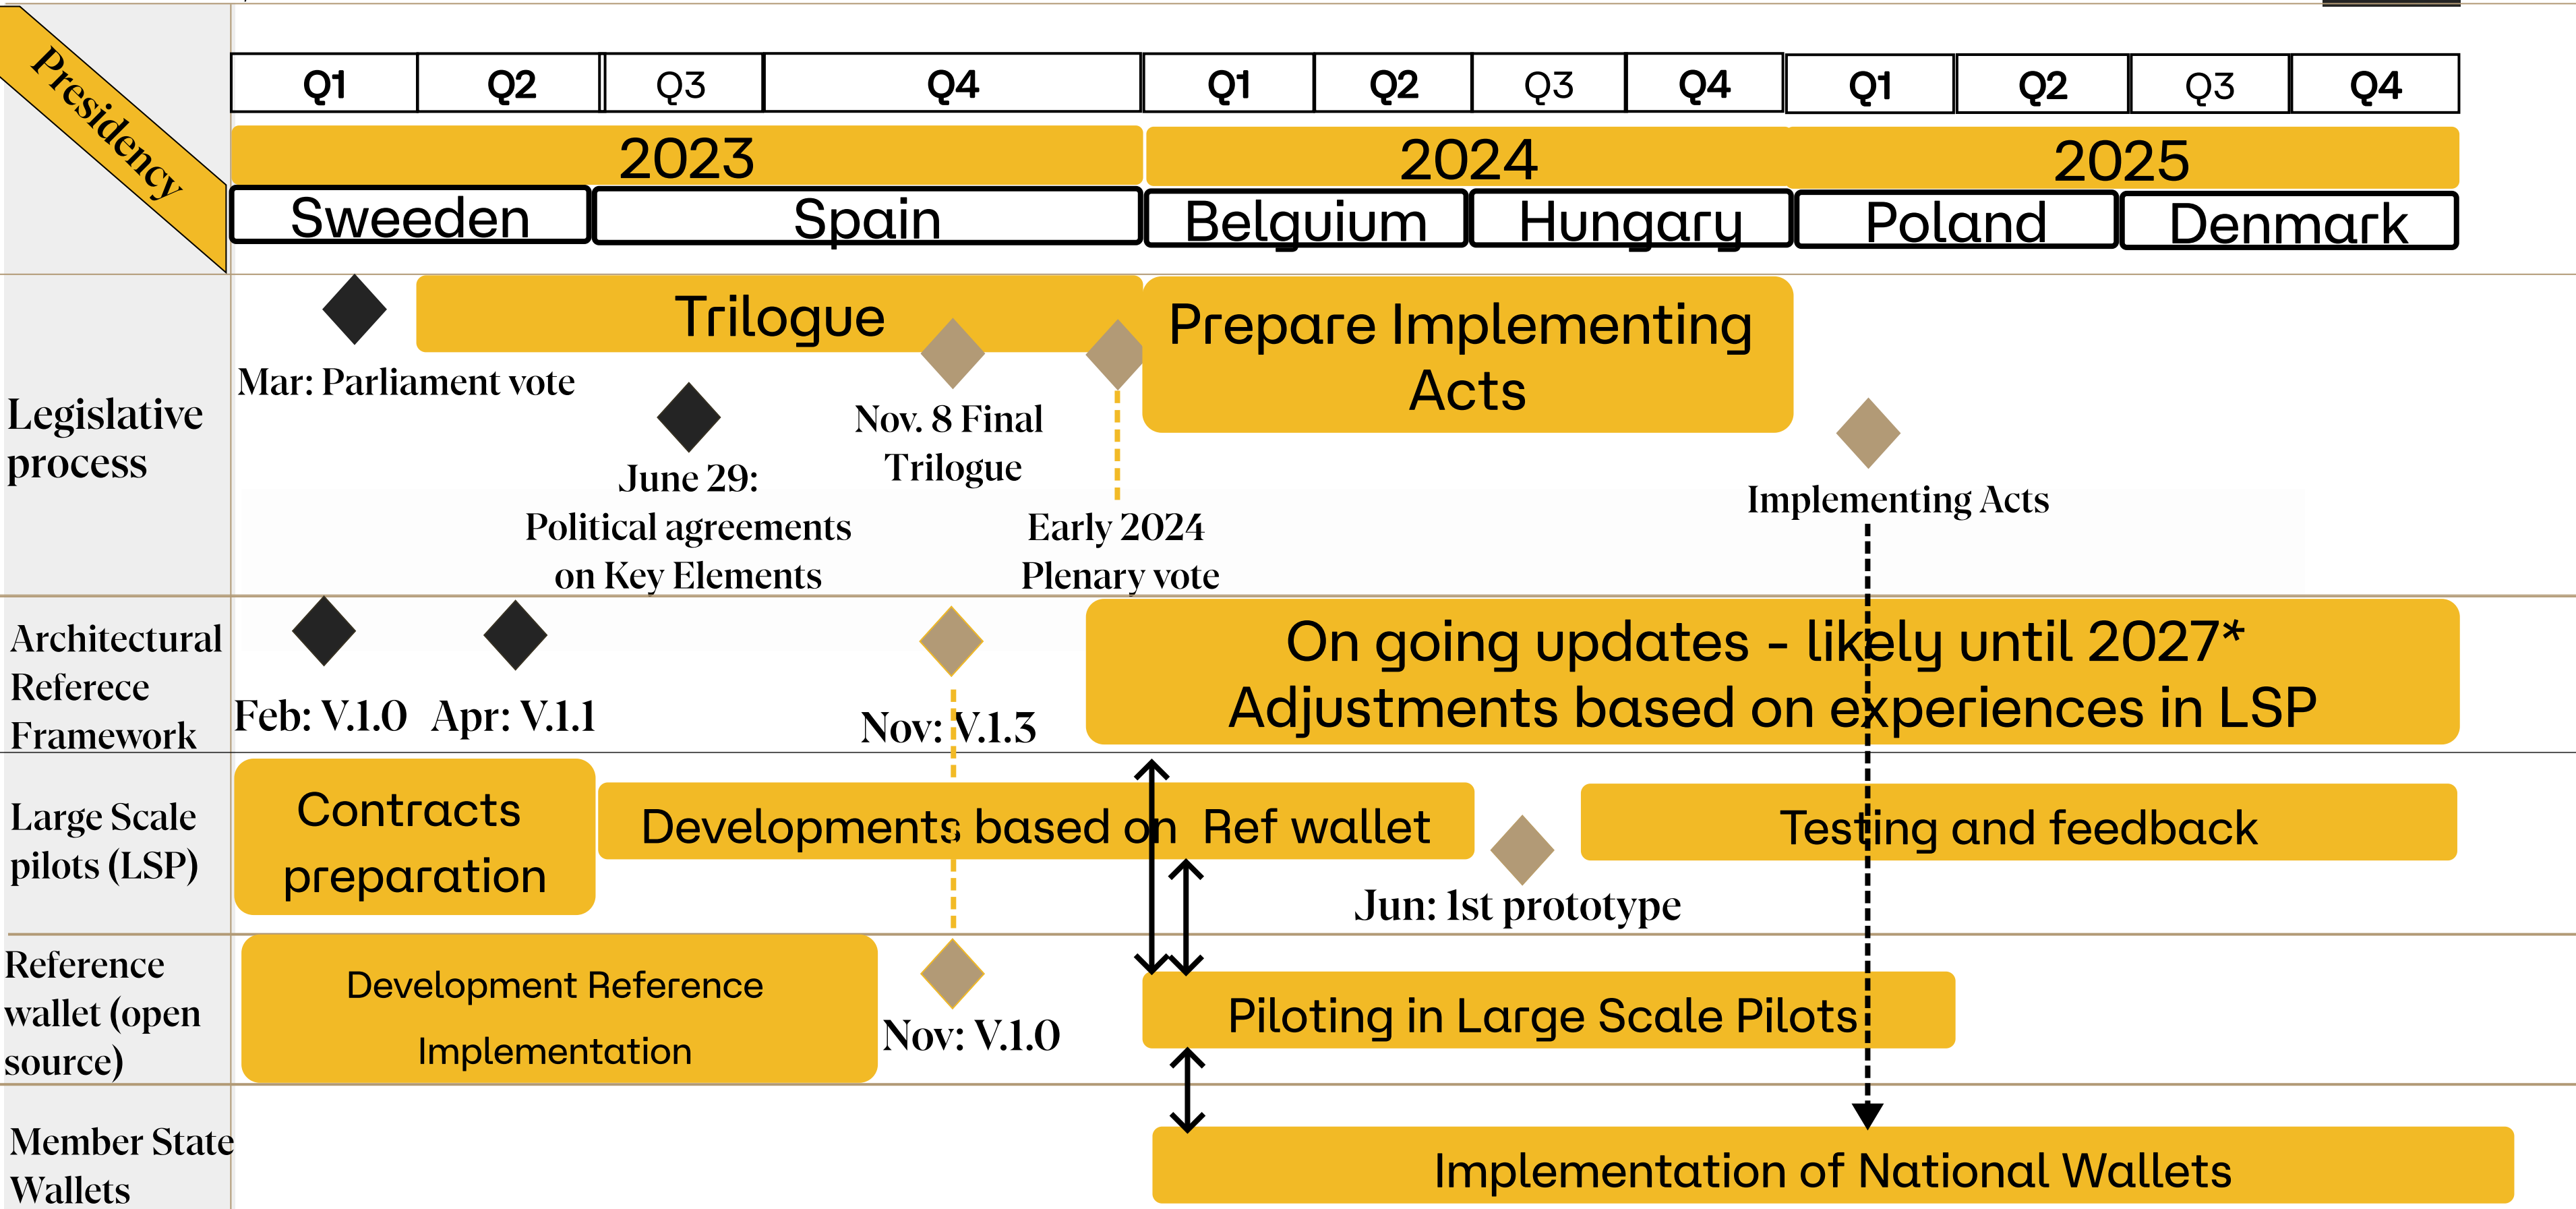 Presidency
Q1 Q2 Q3 Q4 Q1 Q2 Q3 Q4 Q1 Q2 Q3 Q4
2023 2024 2025
Sweeden Spain Belguium Hungary Poland Denmark
Legislative
process
Trilogue
Prepare Implementing
Acts
Mar: Parliament vote
June 29:
Political agreements
on Key Elements
Nov. 8 Final
Trilogue
Early 2024
Plenary vote
Implementing Acts
Architectural
Referece
Framework
Feb: V.1.0 Apr: V.1.1
Nov: V.1.3
On going updates - likely until 2027*
Adjustments based on experiences in LSP
Large Scale
pilots (LSP)
Contracts
preparation
Developments based on Ref wallet
Jun: 1st prototype
Testing and feedback
Reference
wallet (open
source)
Development Reference
Implementation
Nov: V.1.0
Piloting in Large Scale Pilots
Member State
Wallets
Implementation of National Wallets